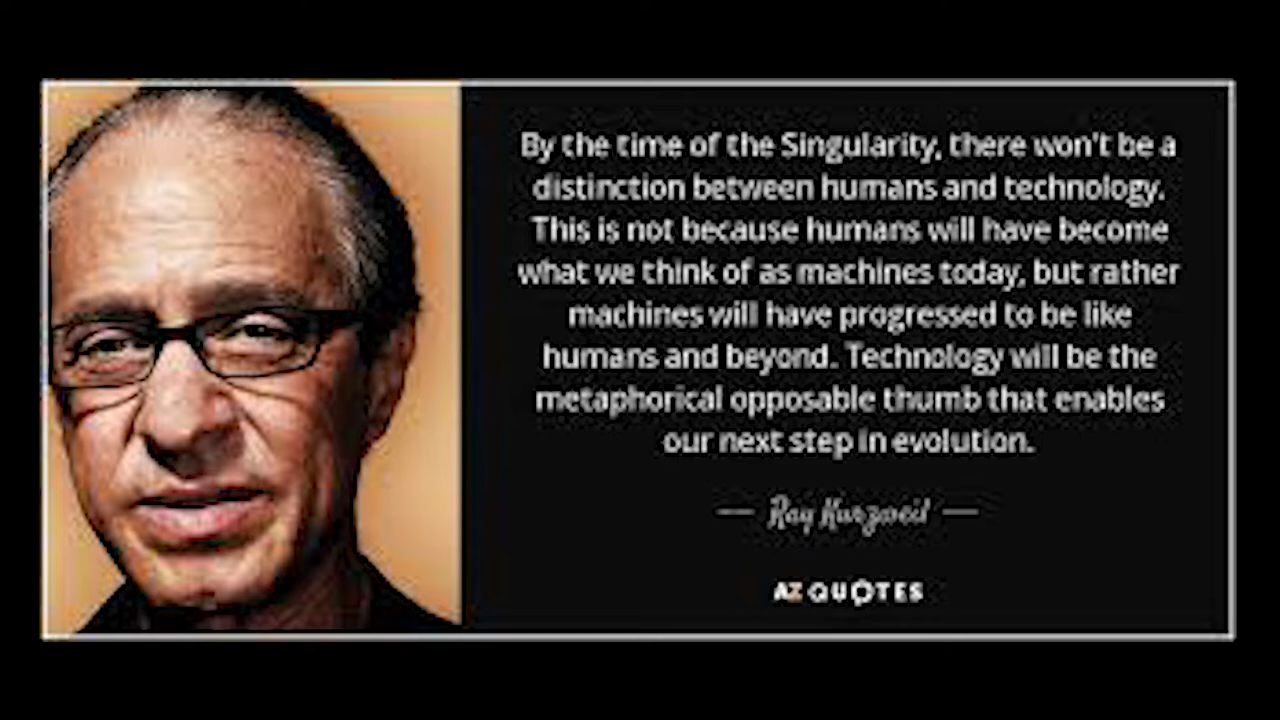 By the time of the Singularity, there won't be a
distinction between humans and technology.
This is not because humans will have become
what we think of as machines today, but rather
machines will have progressed to be like
humans and beyond. Technology will be the
metaphorical opposable thumb that enables
our next step in evolution.
— Ray Kurzweil —
AZ QUOTES